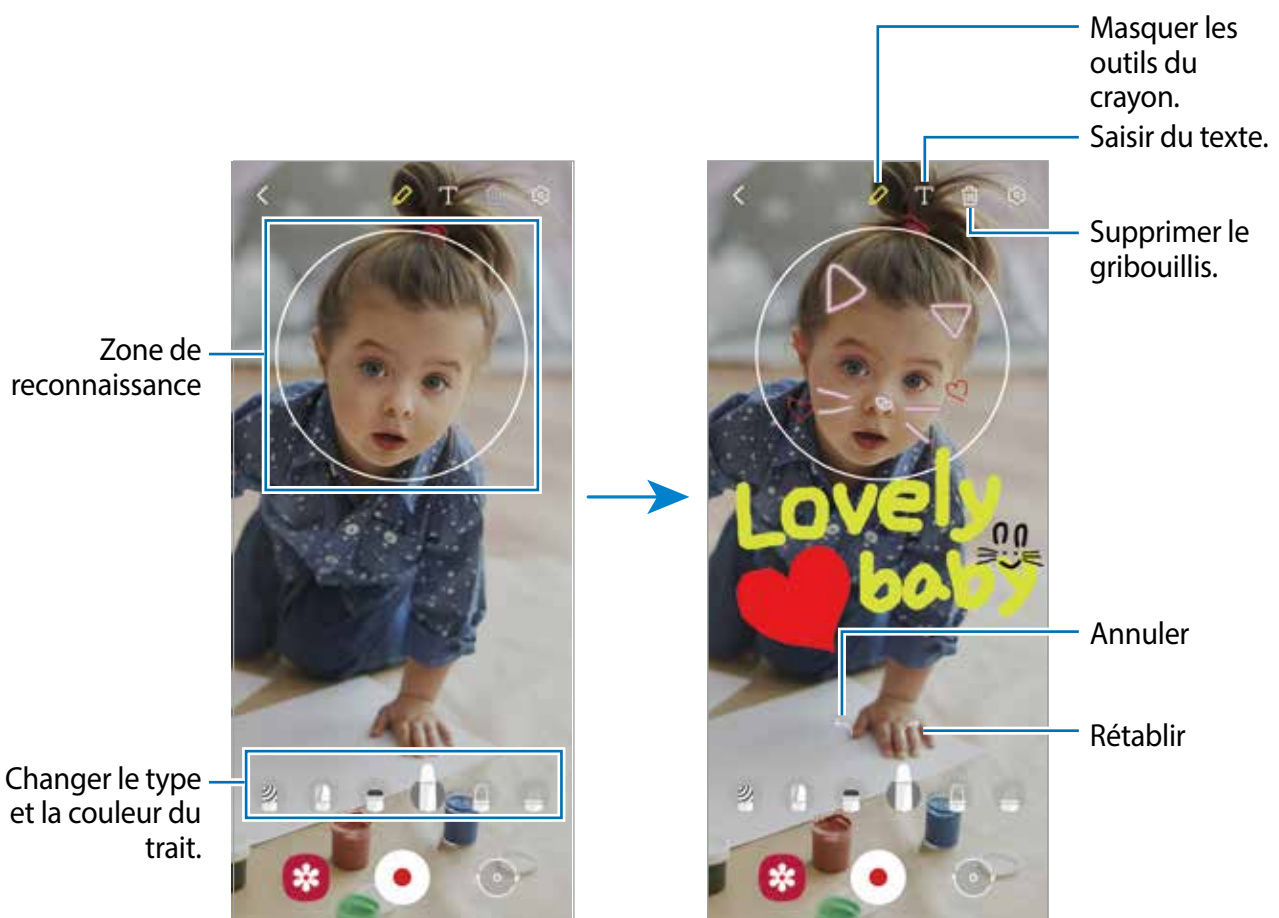 Masquer les
outils du
crayon.
Saisir du texte.
T
T
Supprimer le
gribouillis.
Zone de
reconnaissance
Lovely
baby
Annuler
Rétablir
Changer le type
et la couleur du
trait.